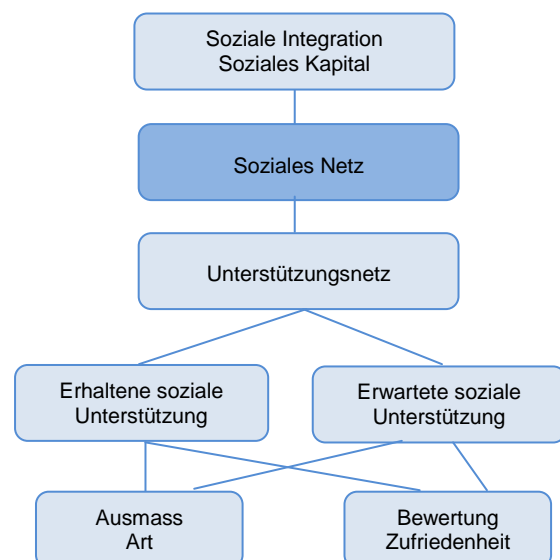 Soziale Integration
Soziales Kapital
Soziales Netz
Unterstützungsnetz
Erhaltene soziale
Unterstützung
Erwartete soziale
Unterstützung
Ausmass
Art
Bewertung
Zufriedenheit